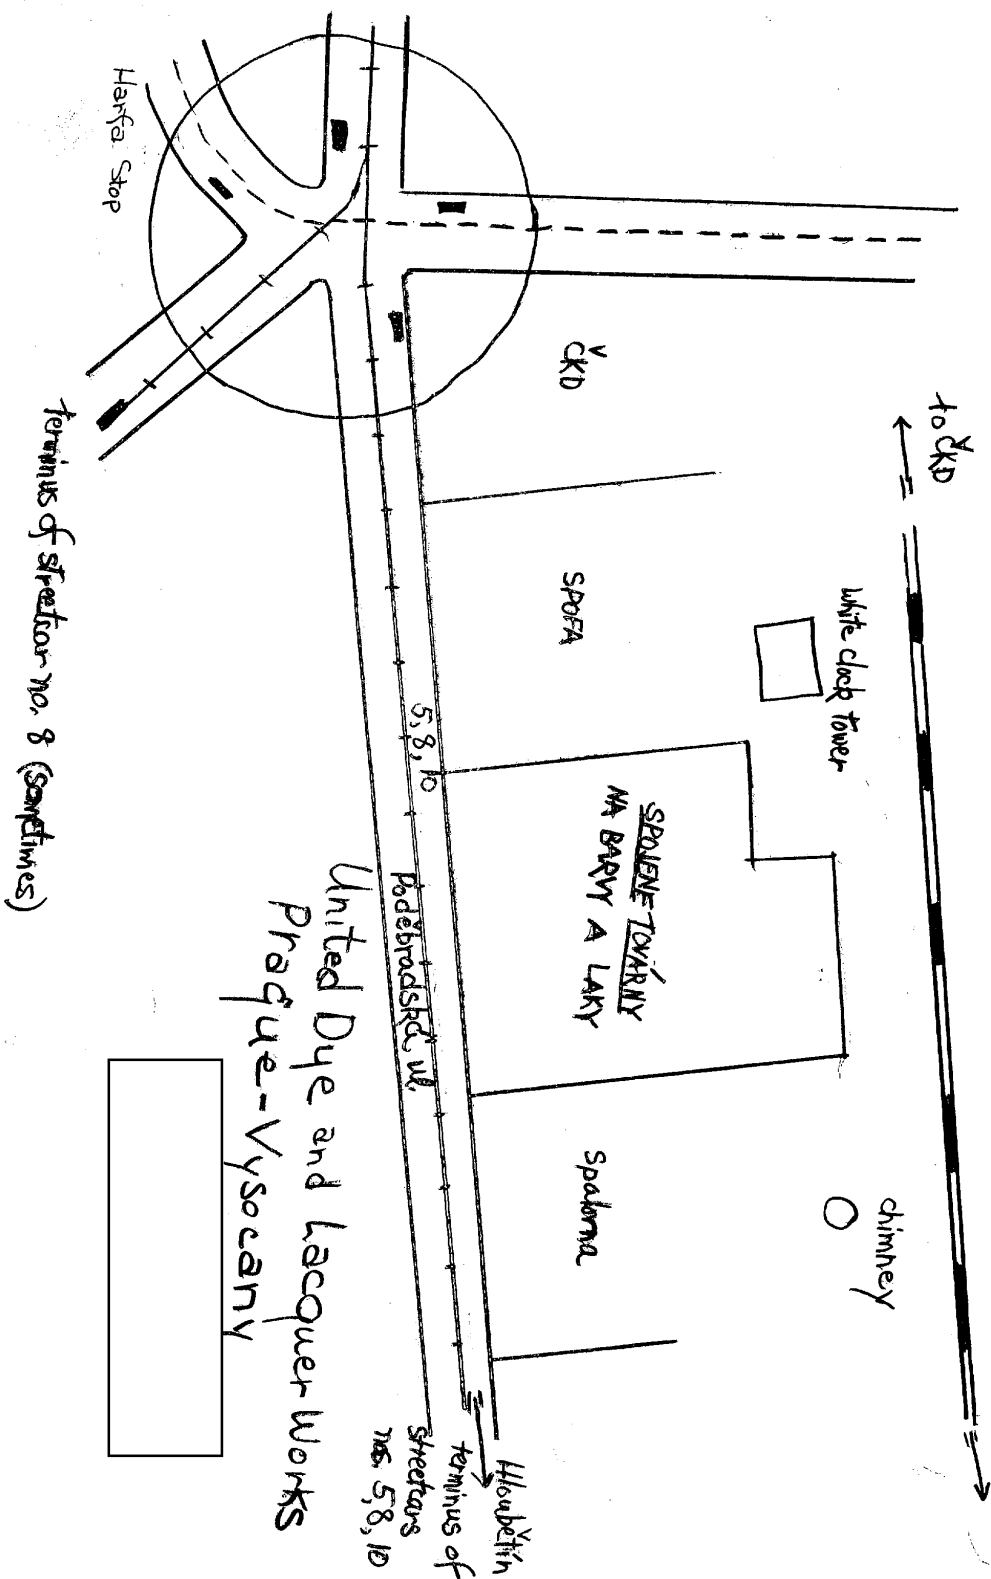 to ČKD
White clock tower
chimney
ČKD
SPOFA
SPOJENE TOVÁRNY
NA BARVY A LAKY
Spalovna
5, 8, 10
Poděbradská ul.
Hloubětín
terminus of
streetcars
nos. 5, 8, 10
Harfa Stop
terminus of streetcar no. 8 (sometimes)
United Dye and Lacquer Works
Prague-Vysocany